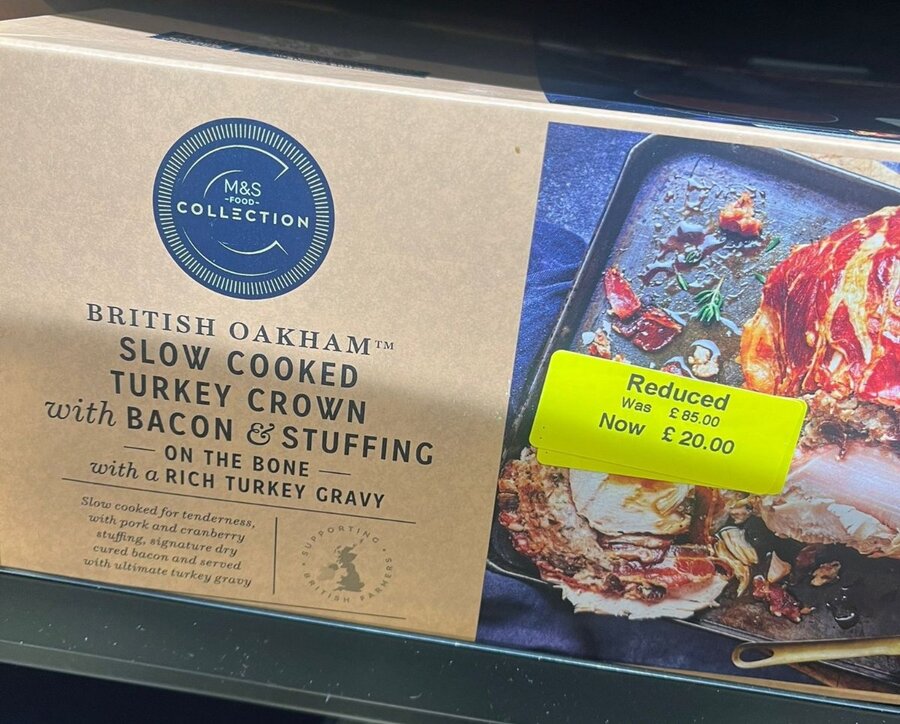 M&S
-FOOD-
COLLECTION
BRITISH OAKHAM™
SLOW COOKED
TURKEY CROWN
with BACON & STUFFING
ON THE BONE
with a RICH TURKEY GRAVY
Slow cooked for tenderness,
with pork and cranberry
stuffing, signature dry
cured bacon and served
with ultimate turkey gravy
SUPPORTING
BRITISH FARMERS
Reduced
Was £85.00
Now £20.00